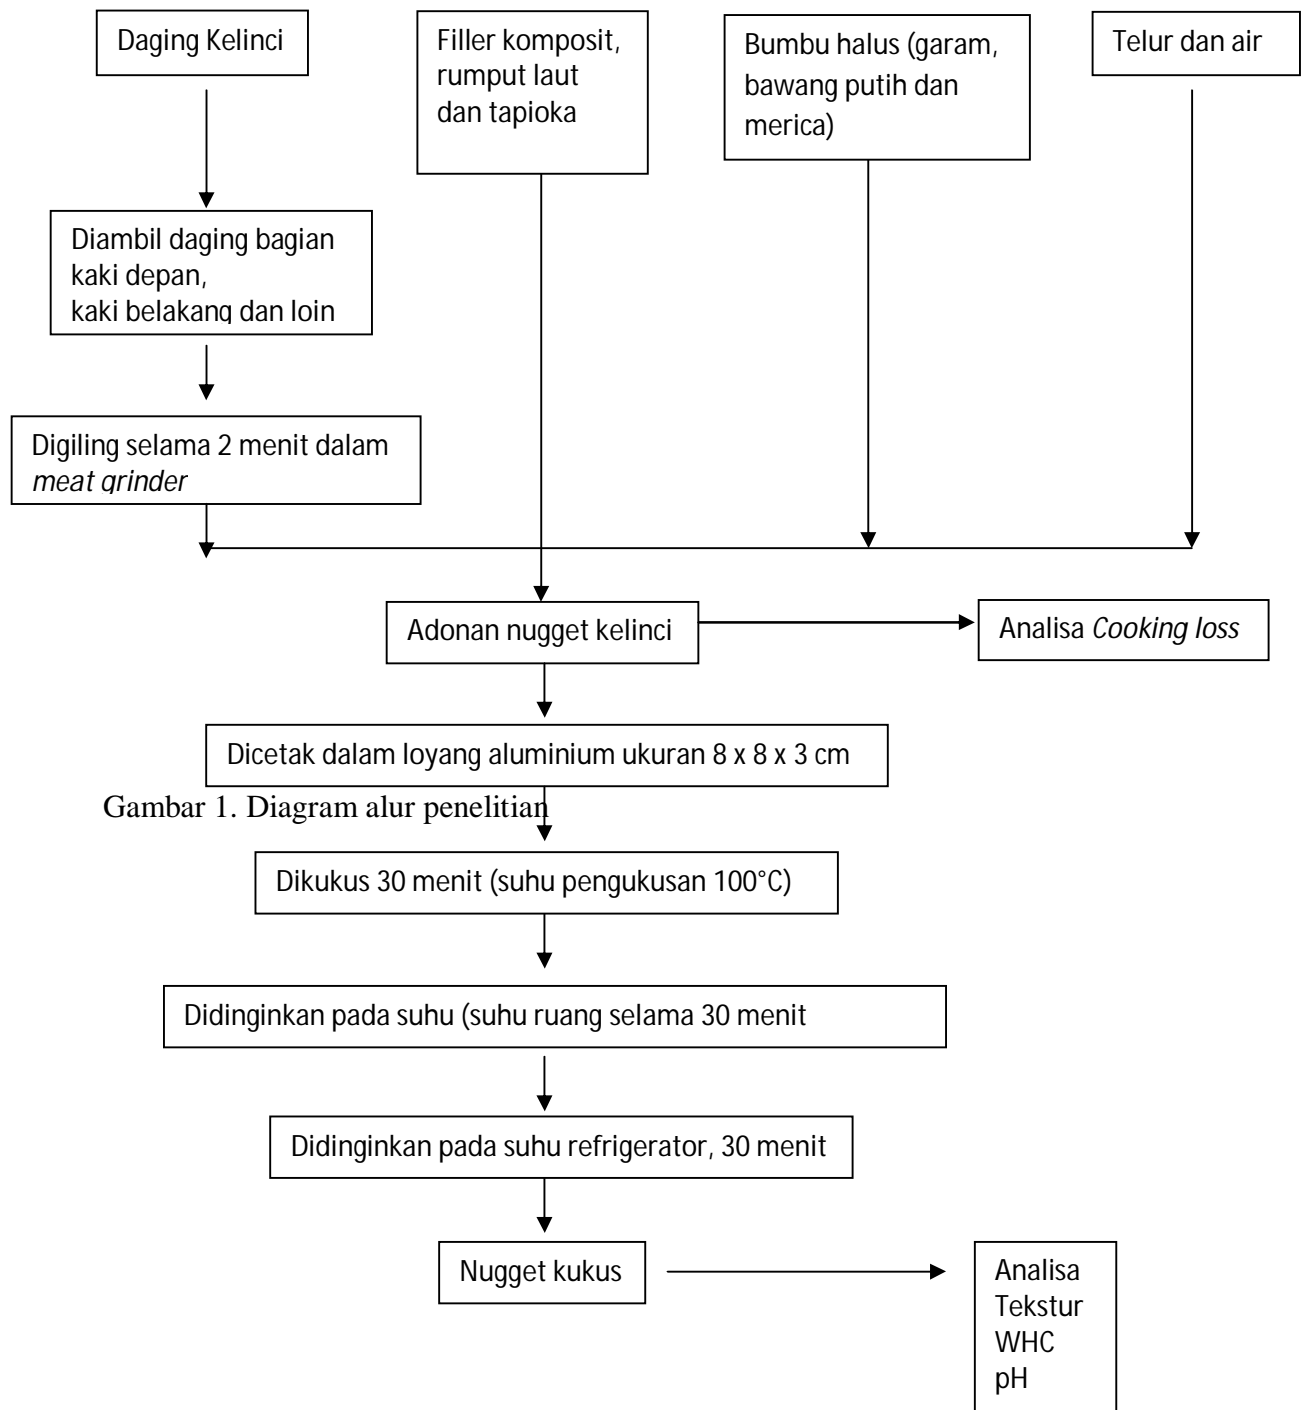 Daging Kelinci
Filler komposit,
rumput laut
dan tapioka
Bumbu halus (garam,
bawang putih dan
merica)
Telur dan air
Diambil daging bagian
kaki depan,
kaki belakang dan loin
Digiling selama 2 menit dalam
meat grinder
Adonan nugget kelinci
Analisa Cooking loss
Dicetak dalam loyang aluminium ukuran 8 x 8 x 3 cm
Gambar 1. Diagram alur penelitian
Dikukus 30 menit (suhu pengukusan 100°C)
Didinginkan pada suhu (suhu ruang selama 30 menit
Didinginkan pada suhu refrigerator, 30 menit
Nugget kukus
Analisa
Tekstur
WHC
pH